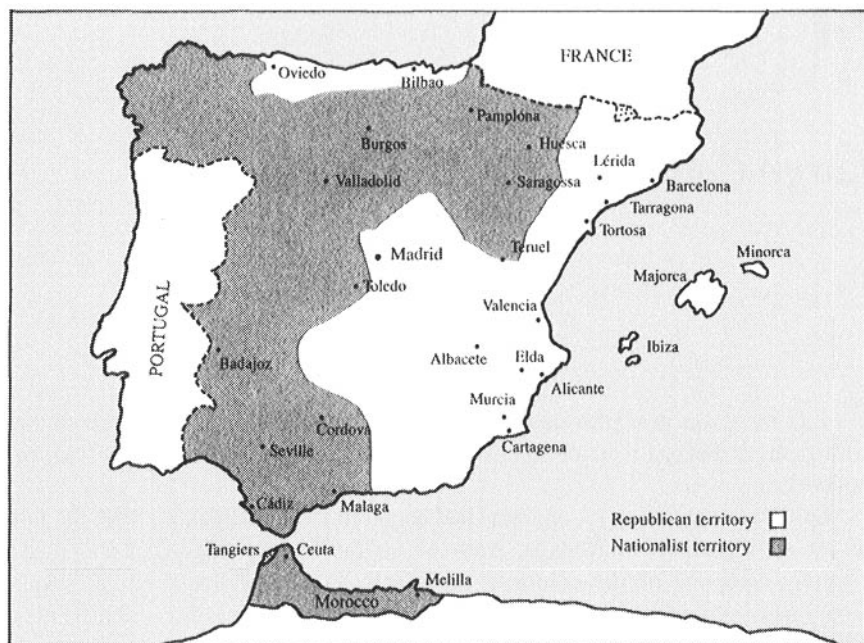 FRANCE
Oviedo
Bilbao
Pamplona
Burgos
Huesca
Lérida
Valladolid
Saragossa
Barcelona
Tarragona
Tortosa
Madrid
Teruel
Minorca
Majorca
Toledo
PORTUGAL
Valencia
Ibiza
Badajoz
Albacete
Elda
Alicante
Murcia
Cordova
Cartagena
Seville
Cádiz
Malaga
Republican territory
Tangiers
Ceuta
Nationalist territory
Melilla
Morocco